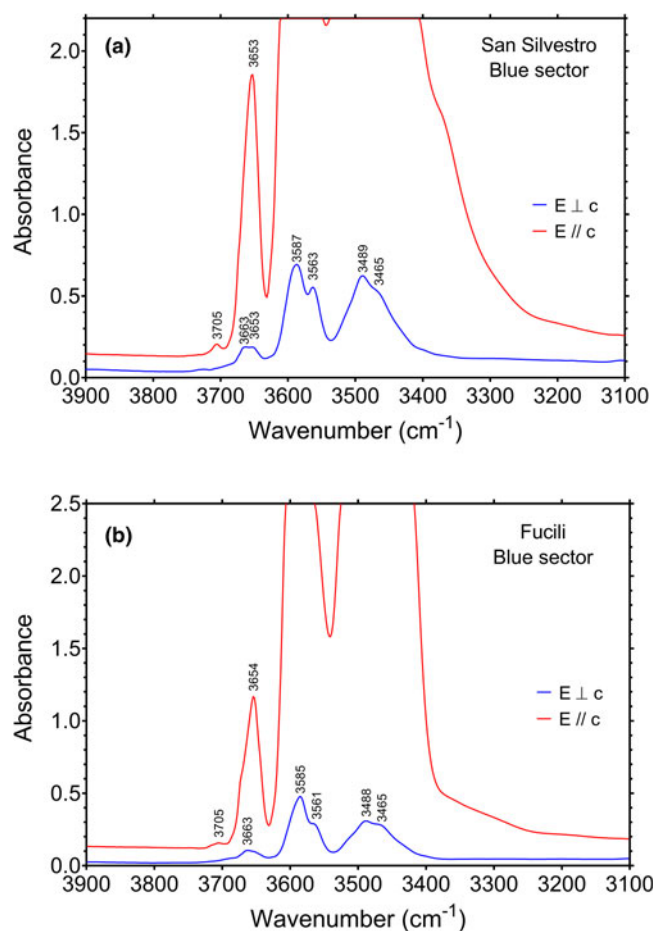 (a)
San Silvestro
Blue sector
3653
3705
3663
3653
3587
3563
3489
3465
E ⊥ c
E // c
Absorbance
2.0
1.5
1.0
0.5
0.0
3900 3800 3700 3600 3500 3400 3300 3200 3100
Wavenumber (cm-1)
(b)
Fucili
Blue sector
3654
3705
3663
3585
3561
3488
3465
E ⊥ c
E // c
Absorbance
2.5
2.0
1.5
1.0
0.5
0.0
3900 3800 3700 3600 3500 3400 3300 3200 3100
Wavenumber (cm-1)